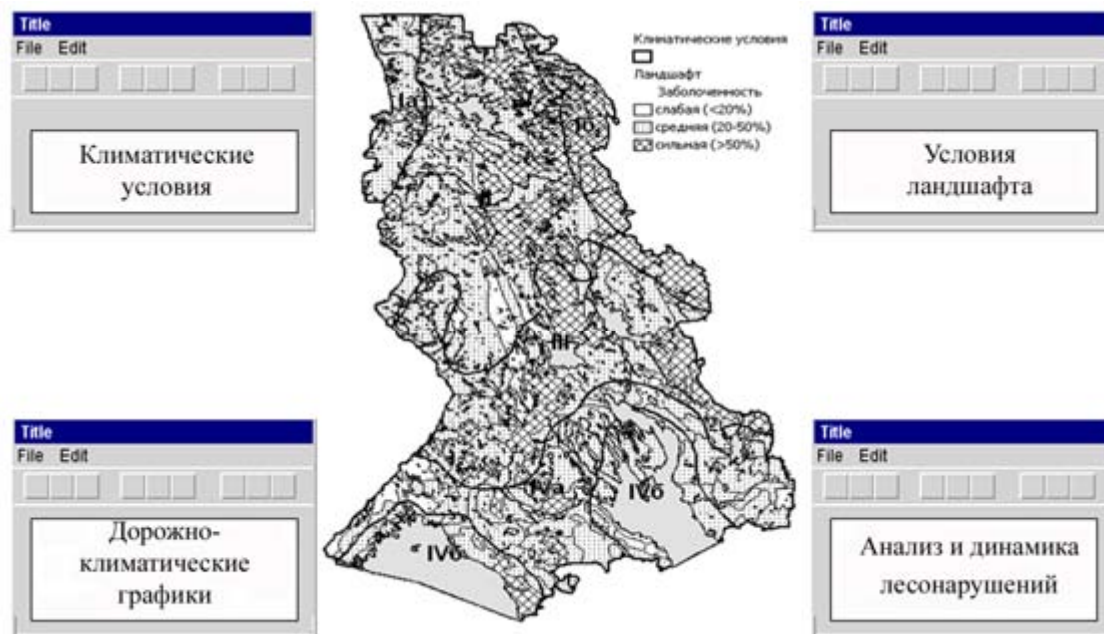 Title
File Edit
Климатические
условия
Климатические условия
Ландшафт
Заболоченность
слабая (<20%)
средняя (20-50%)
сильная (>50%)
Title
File Edit
Условия
ландшафта
III
IVа
IVб
IVб
Title
File Edit
Дорожно-
климатические
графики
Title
File Edit
Анализ и динамика
лесонарушений